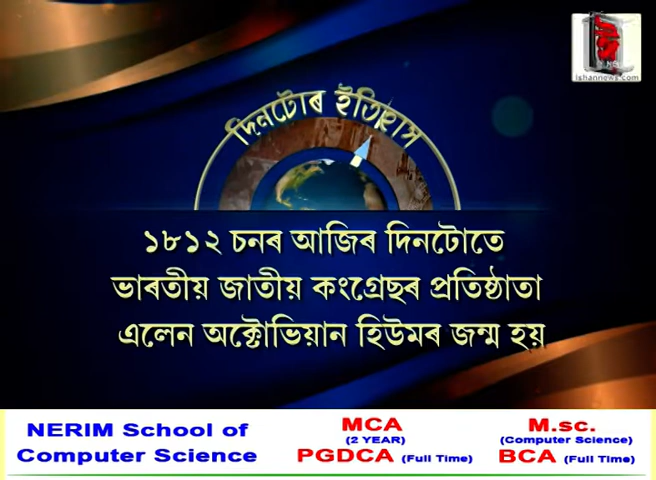 ishannews.com
দিনটোৰ ইতিহাস
১৮১২ চনৰ আজিৰ দিনটোতে
ভাৰতীয় জাতীয় কংগ্ৰেছৰ প্ৰতিষ্ঠাতা
এলেন অক্টোভিয়ান হিউমৰ জন্ম হয়
NERIM School of
Computer Science
MCA
(2 YEAR)
PGDCA (Full Time)
M.sc.
(Computer Science)
BCA (Full Time)